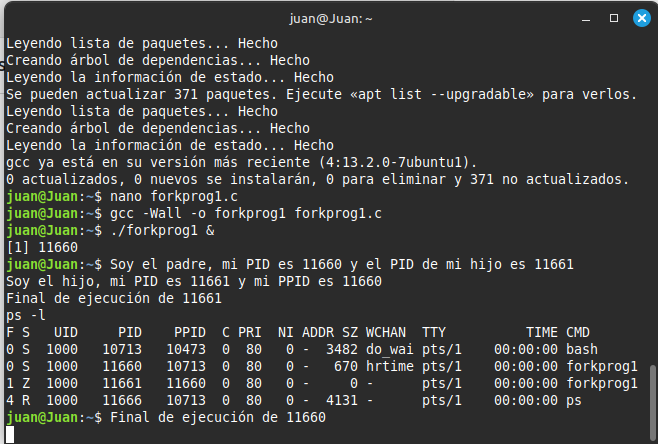 juan@Juan: ~
Leyendo lista de paquetes... Hecho
Creando árbol de dependencias... Hecho
Leyendo la información de estado... Hecho
Se pueden actualizar 371 paquetes. Ejecute «apt list --upgradable» para verlos.
Leyendo lista de paquetes... Hecho
Creando árbol de dependencias... Hecho
Leyendo la información de estado... Hecho
gcc ya está en su versión más reciente (4:13.2.0-7ubuntu1).
0 actualizados, 0 nuevos se instalarán, 0 para eliminar y 371 no actualizados.
juan@Juan:~$ nano forkprog1.c
juan@Juan:~$ gcc -Wall -o forkprog1 forkprog1.c
juan@Juan:~$ ./forkprog1 &
[1] 11660
juan@Juan:~$ Soy el padre, mi PID es 11660 y el PID de mi hijo es 11661
Soy el hijo, mi PID es 11661 y mi PPID es 11660
Final de ejecución de 11661
ps -l
F S   UID     PID    PPID  C PRI  NI ADDR SZ WCHAN  TTY          TIME CMD
0 S  1000   10713   10473  0  80   0 -  3482 do_wai pts/1    00:00:00 bash
0 S  1000   11660   10713  0  80   0 -   670 hrtime pts/1    00:00:00 forkprog1
1 Z  1000   11661   11660  0  80   0 -     0 -      pts/1    00:00:00 forkprog1
4 R  1000   11666   10713  0  80   0 -  4131 -      pts/1    00:00:00 ps
juan@Juan:~$ Final de ejecución de 11660